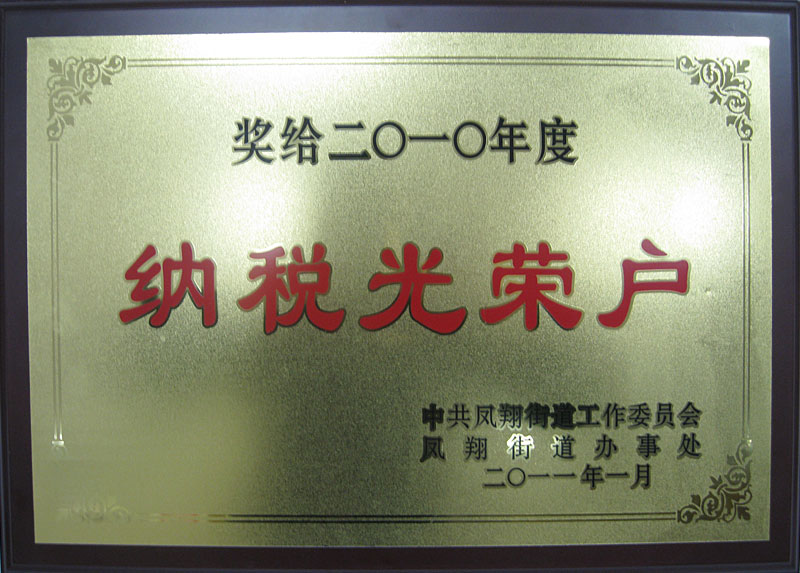 奖给二〇一〇年度
纳税光荣户
中共凤翔街道工作委员会
凤翔街道办事处
二〇一一年一月